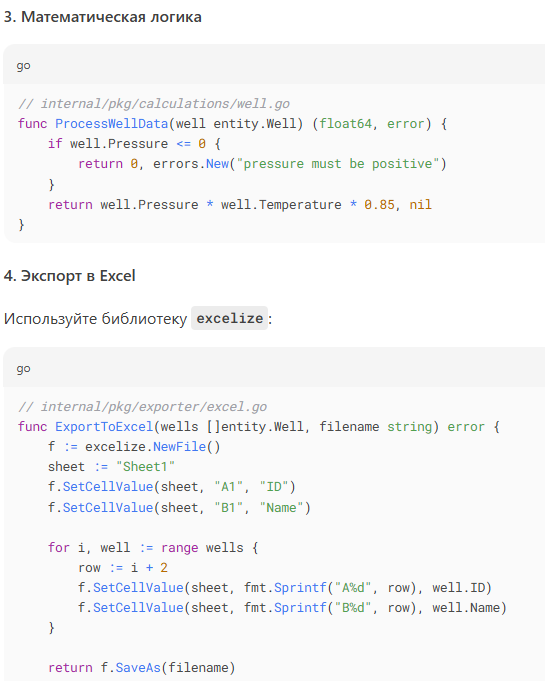 3. Математическая логика
go
// internal/pkg/calculations/well.go
func ProcessWellData(well entity.Well) (float64, error) {
    if well.Pressure <= 0 {
        return 0, errors.New("pressure must be positive")
    }
    return well.Pressure * well.Temperature * 0.85, nil
}
4. Экспорт в Excel
Используйте библиотеку excelize:
go
// internal/pkg/exporter/excel.go
func ExportToExcel(wells []entity.Well, filename string) error {
    f := excelize.NewFile()
    sheet := "Sheet1"
    f.SetCellValue(sheet, "A1", "ID")
    f.SetCellValue(sheet, "B1", "Name")
    for i, well := range wells {
        row := i + 2
        f.SetCellValue(sheet, fmt.Sprintf("A%d", row), well.ID)
        f.SetCellValue(sheet, fmt.Sprintf("B%d", row), well.Name)
    }
    return f.SaveAs(filename)